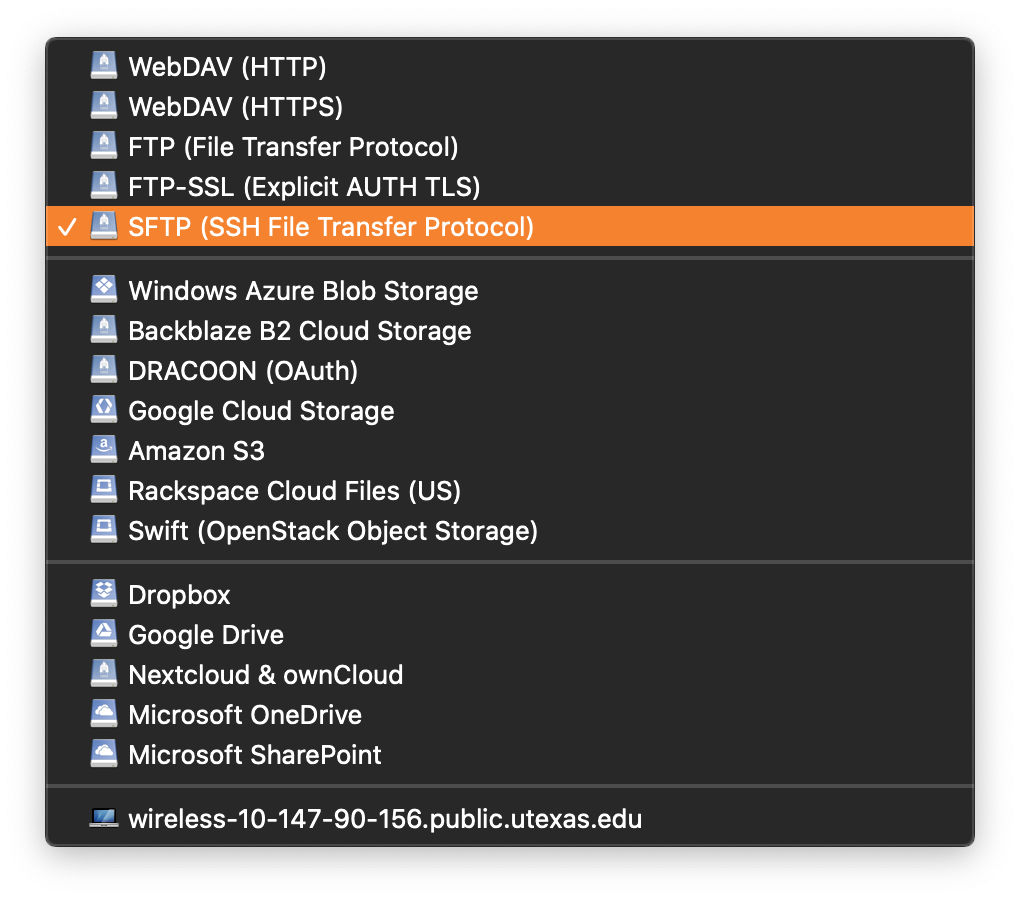 WebDAV (HTTP)
WebDAV (HTTPS)
FTP (File Transfer Protocol)
FTP-SSL (Explicit AUTH TLS)
✓ SFTP (SSH File Transfer Protocol)
Windows Azure Blob Storage
Backblaze B2 Cloud Storage
DRACOON (OAuth)
Google Cloud Storage
Amazon S3
Rackspace Cloud Files (US)
Swift (OpenStack Object Storage)
Dropbox
Google Drive
Nextcloud & ownCloud
Microsoft OneDrive
Microsoft SharePoint
wireless-10-147-90-156.public.utexas.edu